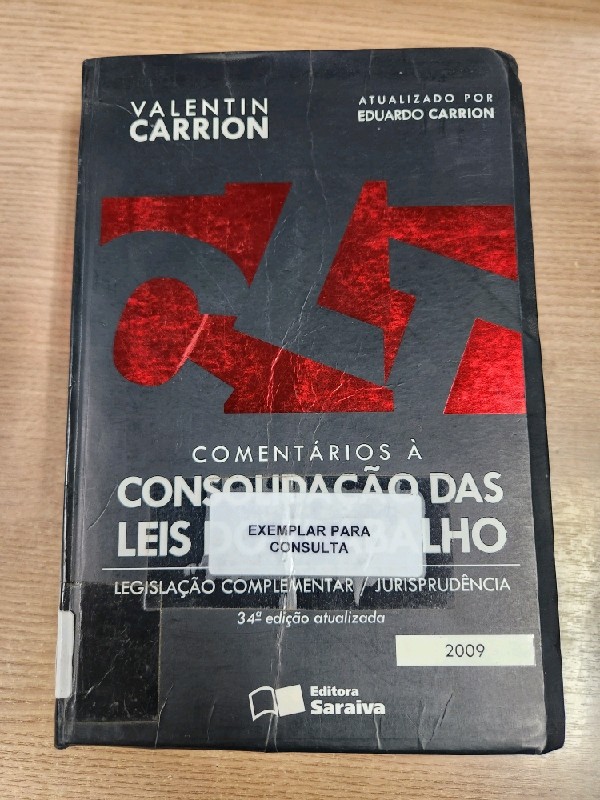 VALENTIN
CARRION
ATUALIZADO POR
EDUARDO CARRION
CLT
COMENTÁRIOS À
CONSOLIDAÇÃO DAS
LEIS
EXEMPLAR PARA
CONSULTA
LEGISLAÇÃO COMPLEMENTAR / JURISPRUDÊNCIA
34ª edição atualizada
2009
Editora
Saraiva